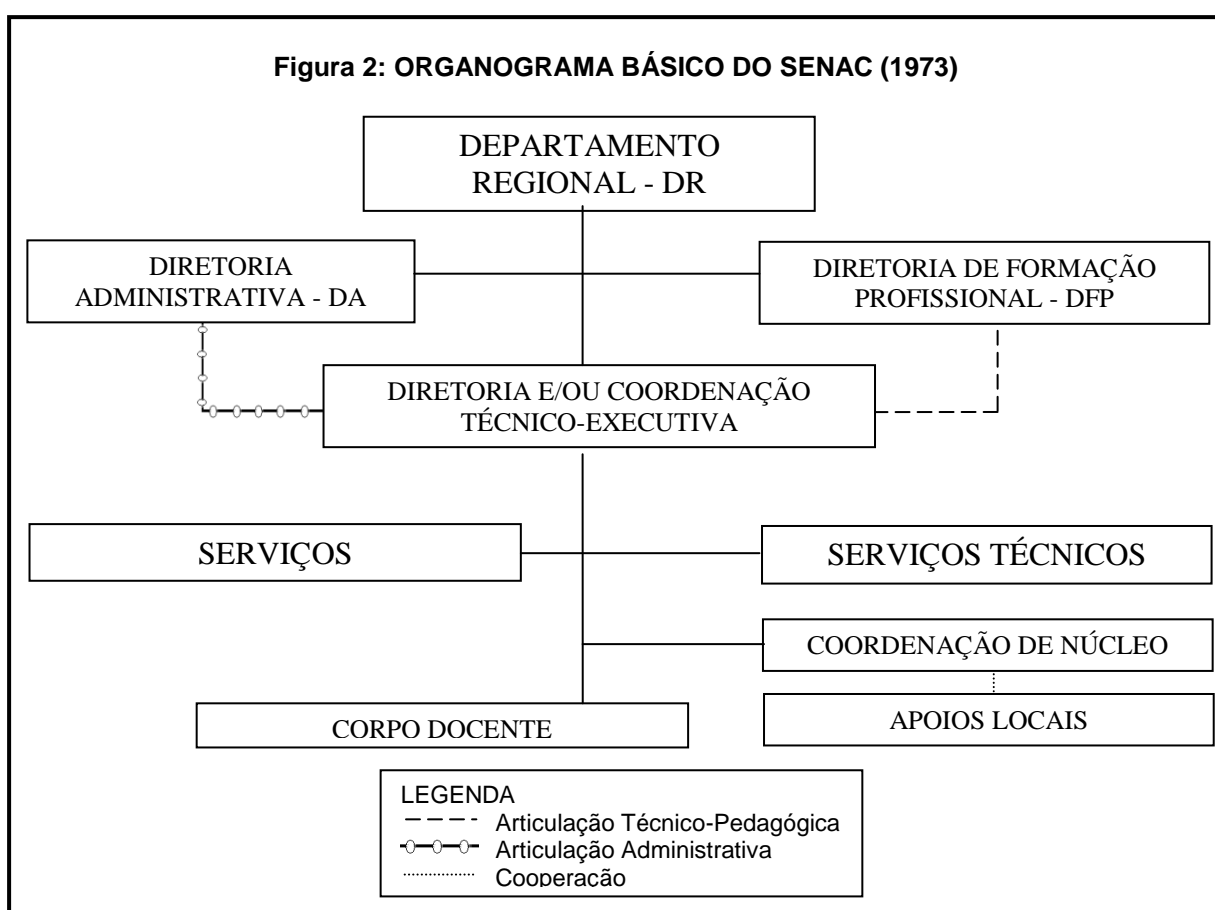 Figura 2: ORGANOGRAMA BÁSICO DO SENAC (1973)
DEPARTAMENTO
REGIONAL - DR
DIRETORIA
ADMINISTRATIVA - DA
DIRETORIA DE FORMAÇÃO
PROFISSIONAL - DFP
DIRETORIA E/OU COORDENAÇÃO
TÉCNICO-EXECUTIVA
SERVIÇOS
SERVIÇOS TÉCNICOS
COORDENAÇÃO DE NÚCLEO
APOIOS LOCAIS
CORPO DOCENTE
LEGENDA
Articulação Técnico-Pedagógica
Articulação Administrativa
Cooperação